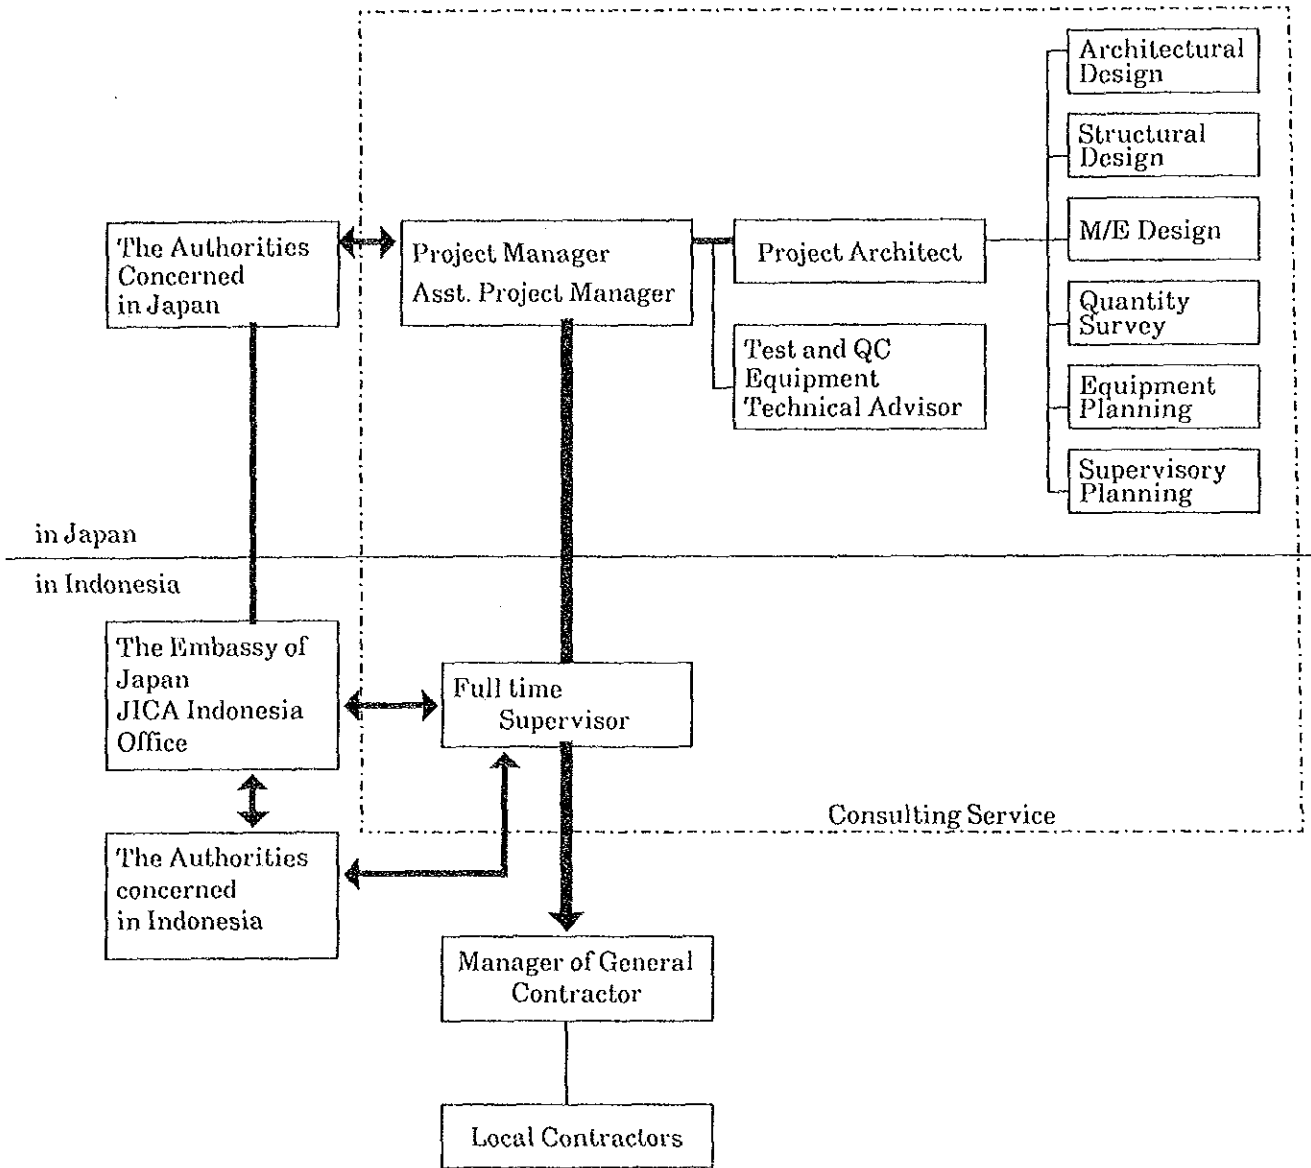 Architectural
Design
Structural
Design
The Authorities
Concerned
in Japan
Project Manager
Asst. Project Manager
Project Architect
M/E Design
Test and QC
Equipment
Technical Advisor
Quantity
Survey
Equipment
Planning
Supervisory
Planning
in Japan
in Indonesia
The Embassy of
Japan
JICA Indonesia
Office
Full time
Supervisor
Consulting Service
The Authorities
concerned
in Indonesia
Manager of General
Contractor
Local Contractors